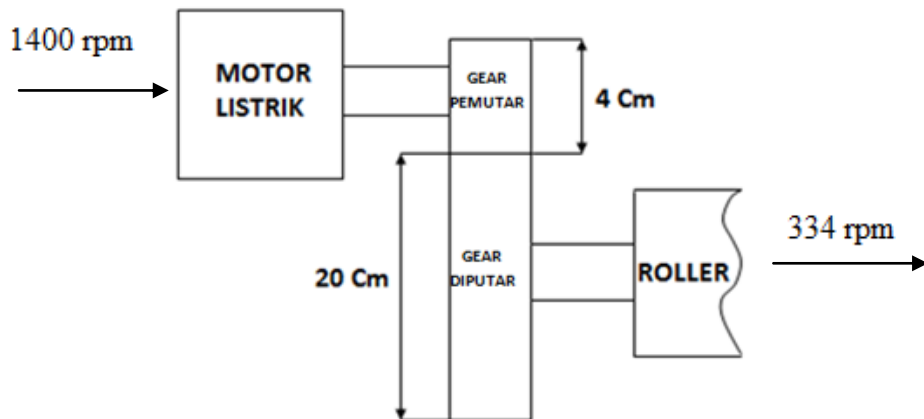 1400 rpm
MOTOR
LISTRIK
GEAR
PEMUTAR
4 Cm
20 Cm
GEAR
DIPUTAR
ROLLER
334 rpm